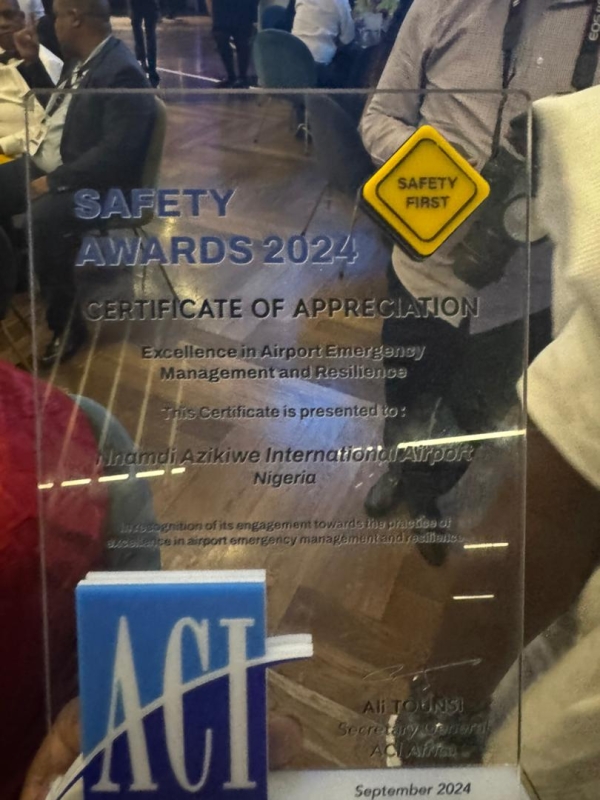 SAFETY
AWARDS 2024
SAFETY
FIRST
CERTIFICATE OF APPRECIATION
Excellence in Airport Emergency
Management and Resilience
This Certificate is presented to :
Nnamdi Azikiwe International Airport
Nigeria
In recognition of its engagement towards the practice of
excellence in airport emergency management and resilience
ACI
Ali TOUNSI
Secretary General
ACI Africa
September 2024
EOS